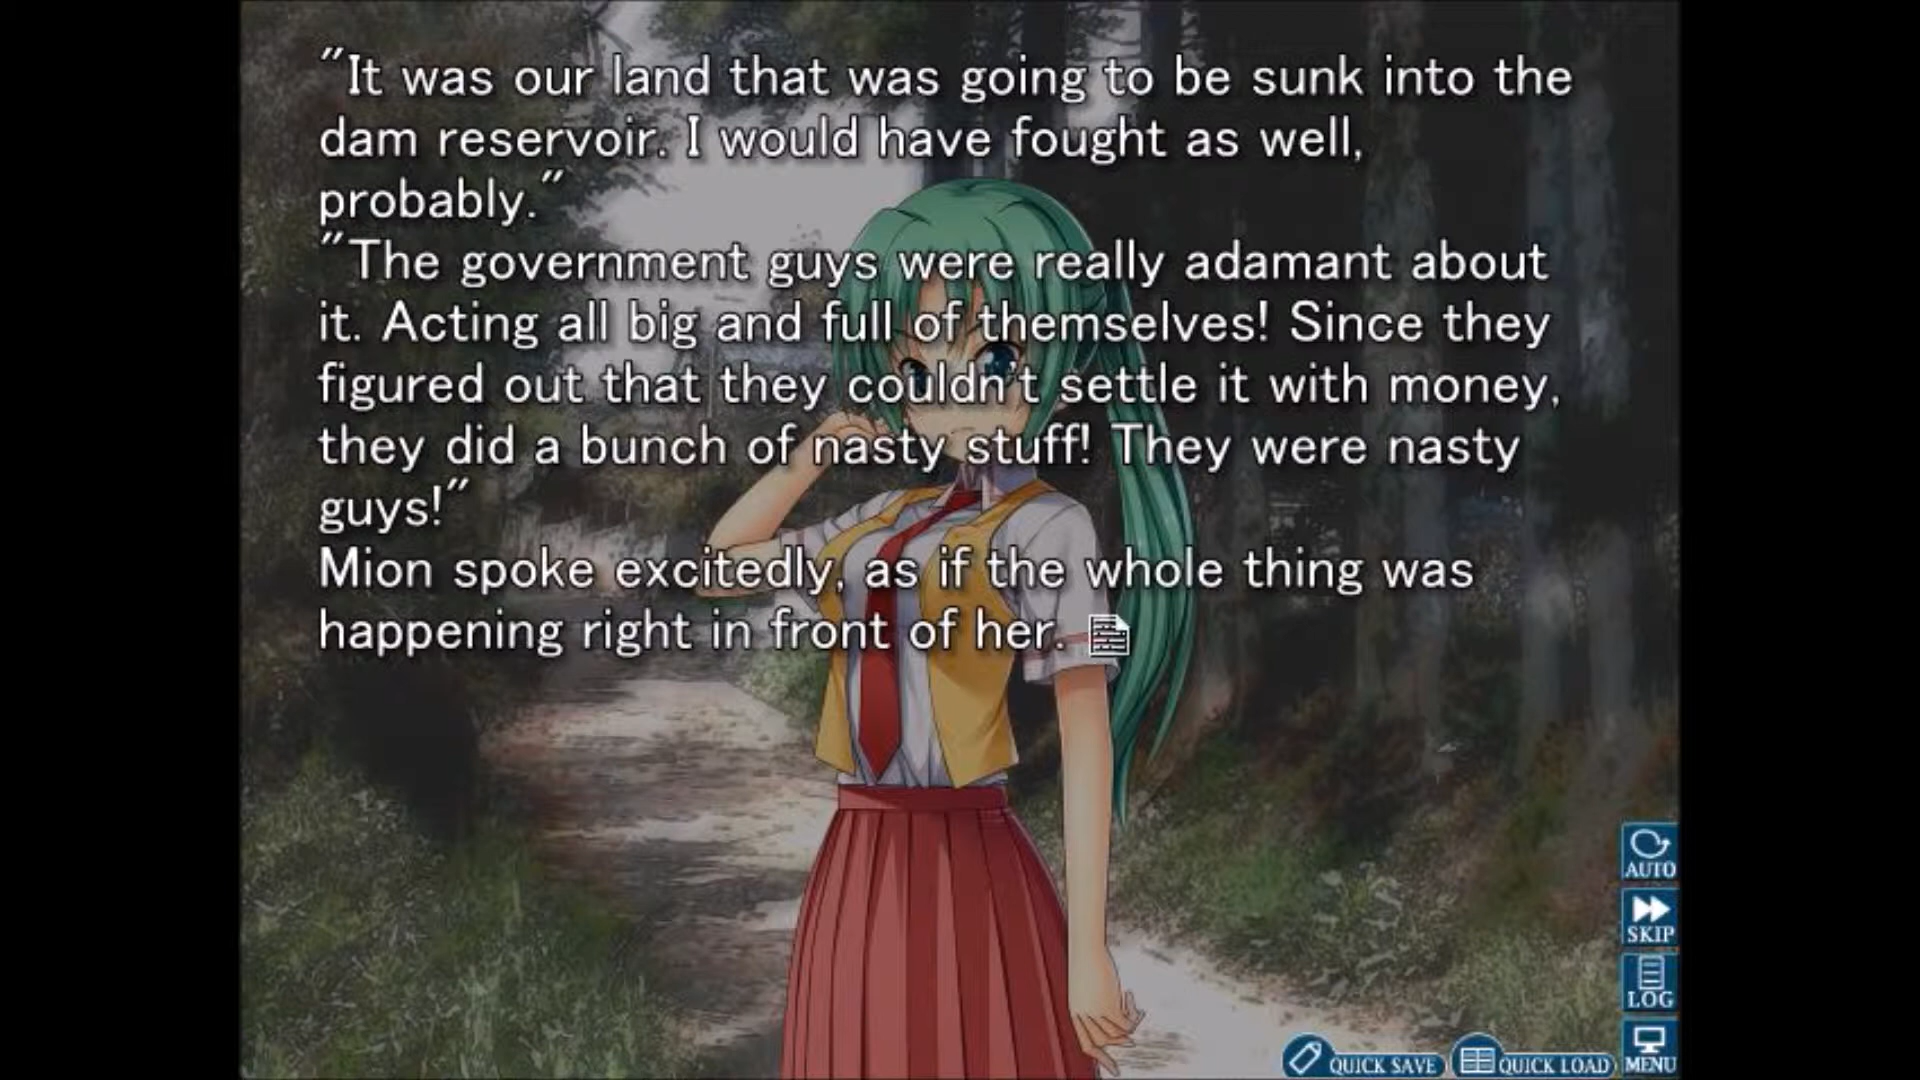 "It was our land that was going to be sunk into the
dam reservoir. I would have fought as well,
probably."
"The government guys were really adamant about
it. Acting all big and full of themselves! Since they
figured out that they couldn't settle it with money,
they did a bunch of nasty stuff! They were nasty
guys!"
Mion spoke excitedly, as if the whole thing was
happening right in front of her.
AUTO
SKIP
LOG
MENU
QUICK SAVE
QUICK LOAD